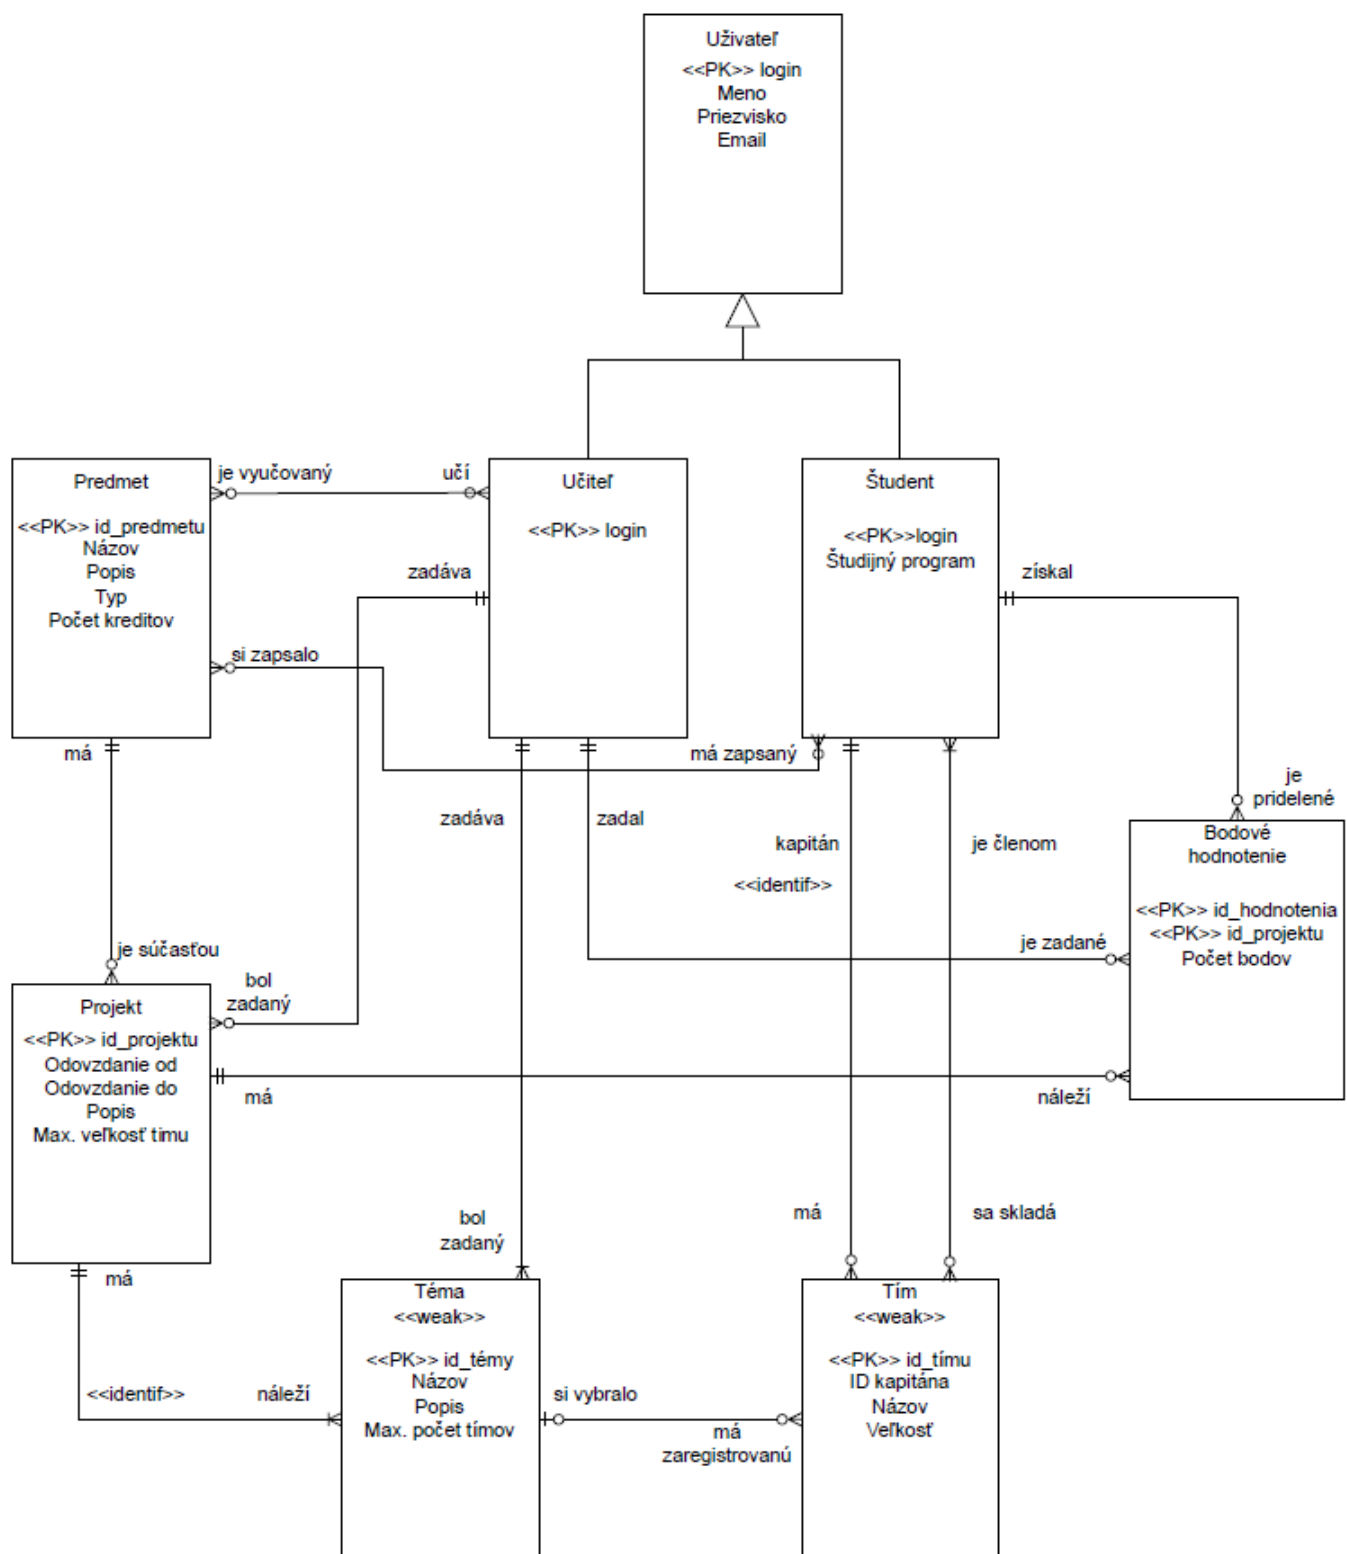 Uživateľ
<<PK>> login
Meno
Priezvisko
Email
Predmet
<<PK>> id_predmetu
Názov
Popis
Typ
Počet kreditov
je vyučovaný
učí
Učiteľ
<<PK>> login
Študent
<<PK>>login
Študijný program
zadáva
získal
si zapsalo
má
má zapsaný
zadáva
zadal
kapitán
<<identif>>
je členom
je
pridelené
Bodové
hodnotenie
<<PK>> id_hodnotenia
<<PK>> id_projektu
Počet bodov
je zadané
je súčasťou
bol
zadaný
Projekt
<<PK>> id_projektu
Odovzdanie od
Odovzdanie do
Popis
Max. veľkosť timu
má
náleží
má
sa skladá
bol
zadaný
má
Téma
<<weak>>
<<PK>> id_témy
Názov
Popis
Max. počet tímov
Tím
<<weak>>
<<PK>> id_tímu
ID kapitána
Názov
Veľkosť
<<identif>>
náleží
si vybralo
má
zaregistrovanú